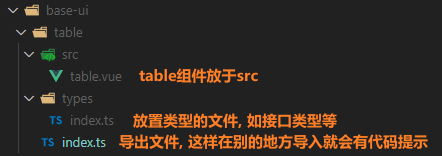 base-ui
table
src
table.vue table组件放于src
types
TS index.ts 放置类型的文件, 如接口类型等
TS index.ts 导出文件, 这样在别的地方导入就会有代码提示